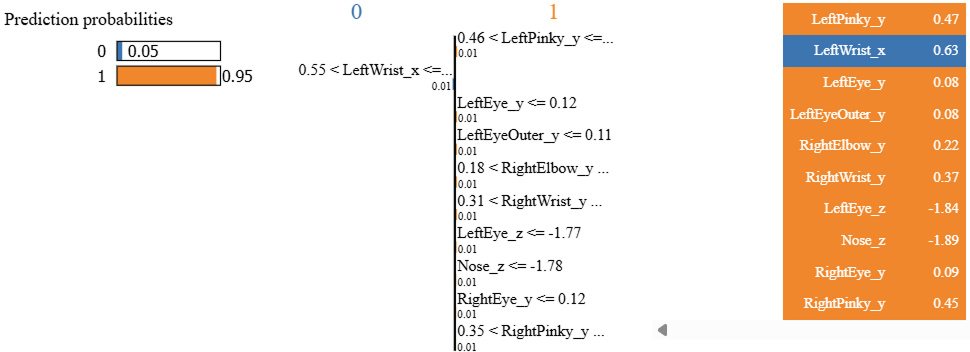 Prediction probabilities
0 0.05
1 0.95
0 1
0.46 < LeftPinky_y <=...
0.01
0.55 < LeftWrist_x <=...
0.01
LeftEye_y <= 0.12
0.01
LeftEyeOuter_y <= 0.11
0.01
0.18 < RightElbow_y ...
0.01
0.31 < RightWrist_y ...
0.01
LeftEye_z <= -1.77
0.01
Nose_z <= -1.78
0.01
RightEye_y <= 0.12
0.01
0.35 < RightPinky_y ...
0.01
LeftPinky_y 0.47
LeftWrist_x 0.63
LeftEye_y 0.08
LeftEyeOuter_y 0.08
RightElbow_y 0.22
RightWrist_y 0.37
LeftEye_z -1.84
Nose_z -1.89
RightEye_y 0.09
RightPinky_y 0.45